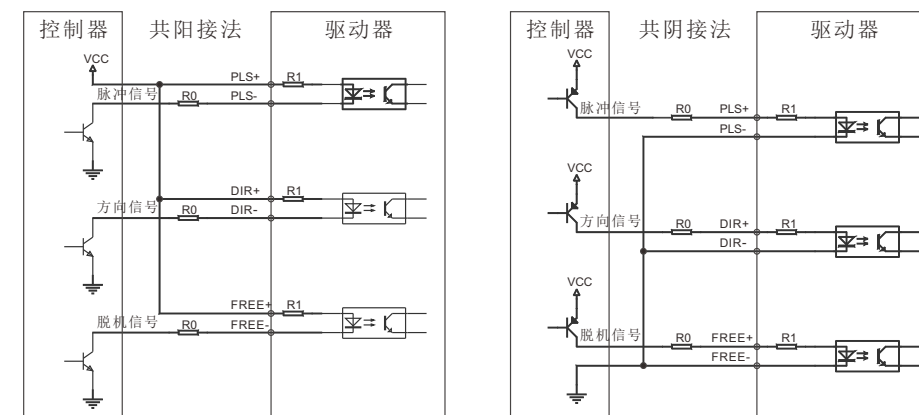 控制器 共阳接法 驱动器
VCC
PLS+ R1
脉冲信号 R0 PLS-
DIR+ R1
方向信号 R0 DIR-
FREE+ R1
脱机信号 R0 FREE-
控制器 共阴接法 驱动器
VCC
脉冲信号 R0 PLS+ R1
PLS-
VCC
方向信号 R0 DIR+ R1
DIR-
VCC
脱机信号 R0 FREE+ R1
FREE-